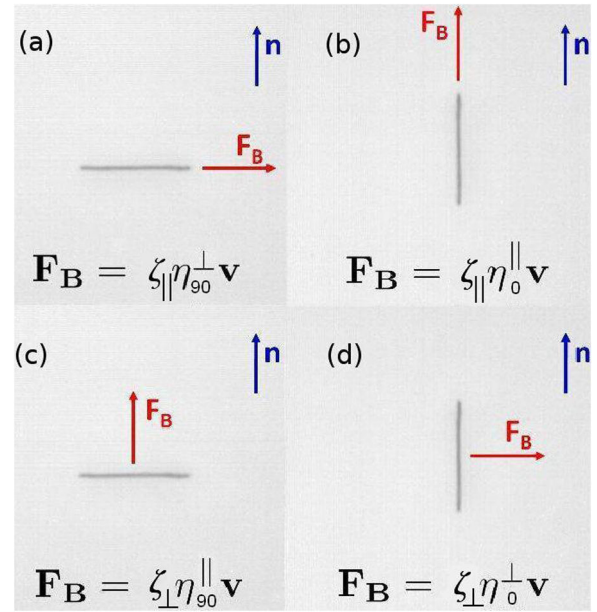 (a) n
F_B
F_B = ζ_∥ η_90^⊥ v
(b) F_B n
F_B = ζ_∥ η_0^∥ v
(c) n
F_B
F_B = ζ_⊥ η_90^∥ v
(d) n
F_B
F_B = ζ_⊥ η_0^⊥ v